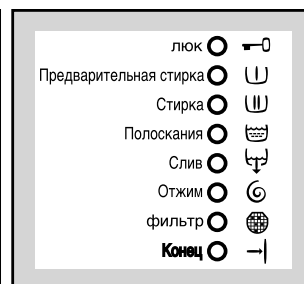 люк
Предварительная стирка
Стирка
Полоскания
Слив
Отжим
фильтр
Конец